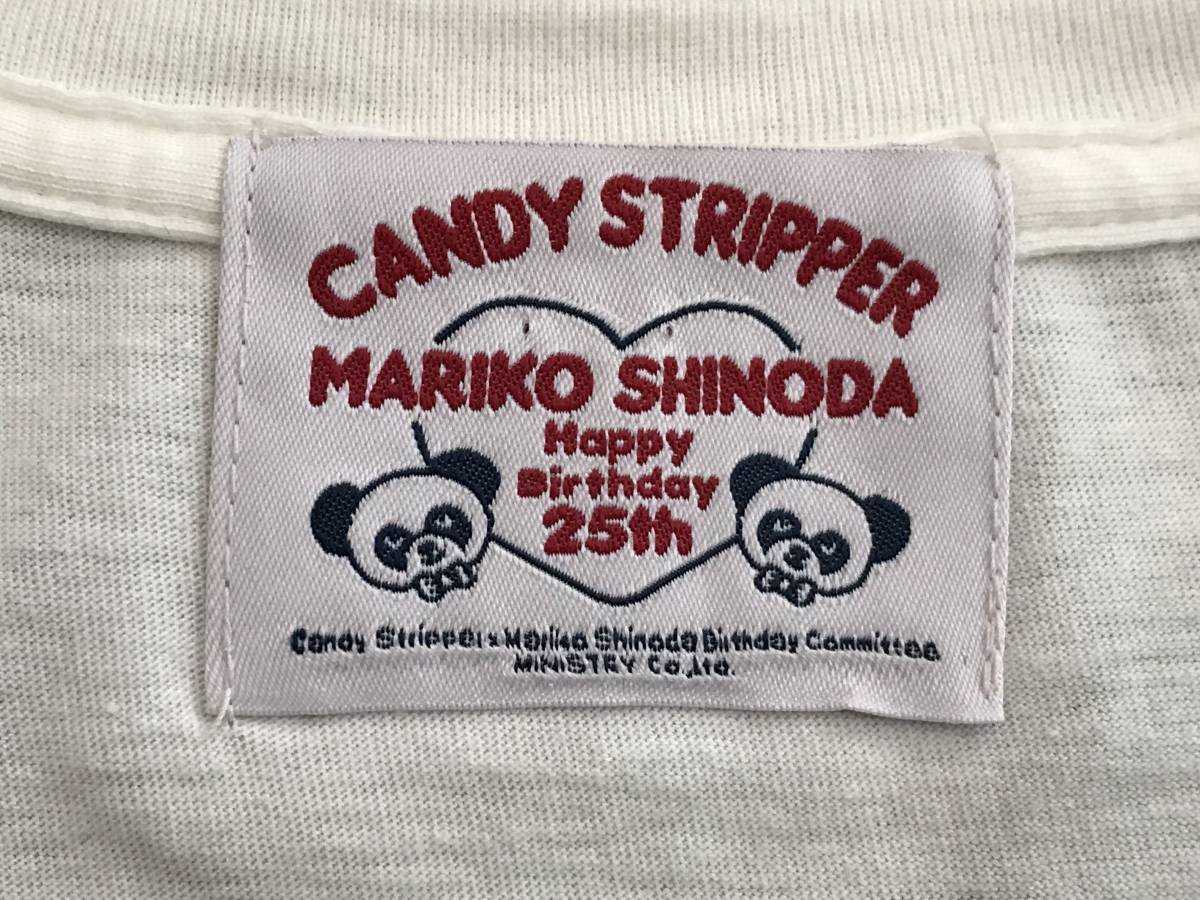 CANDY STRIPPER
MARIKO SHINODA
Happy
Birthday
25th
Candy Stripper x Mariko Shinoda Birthday Committee
MINISTRY Co.,Ltd.